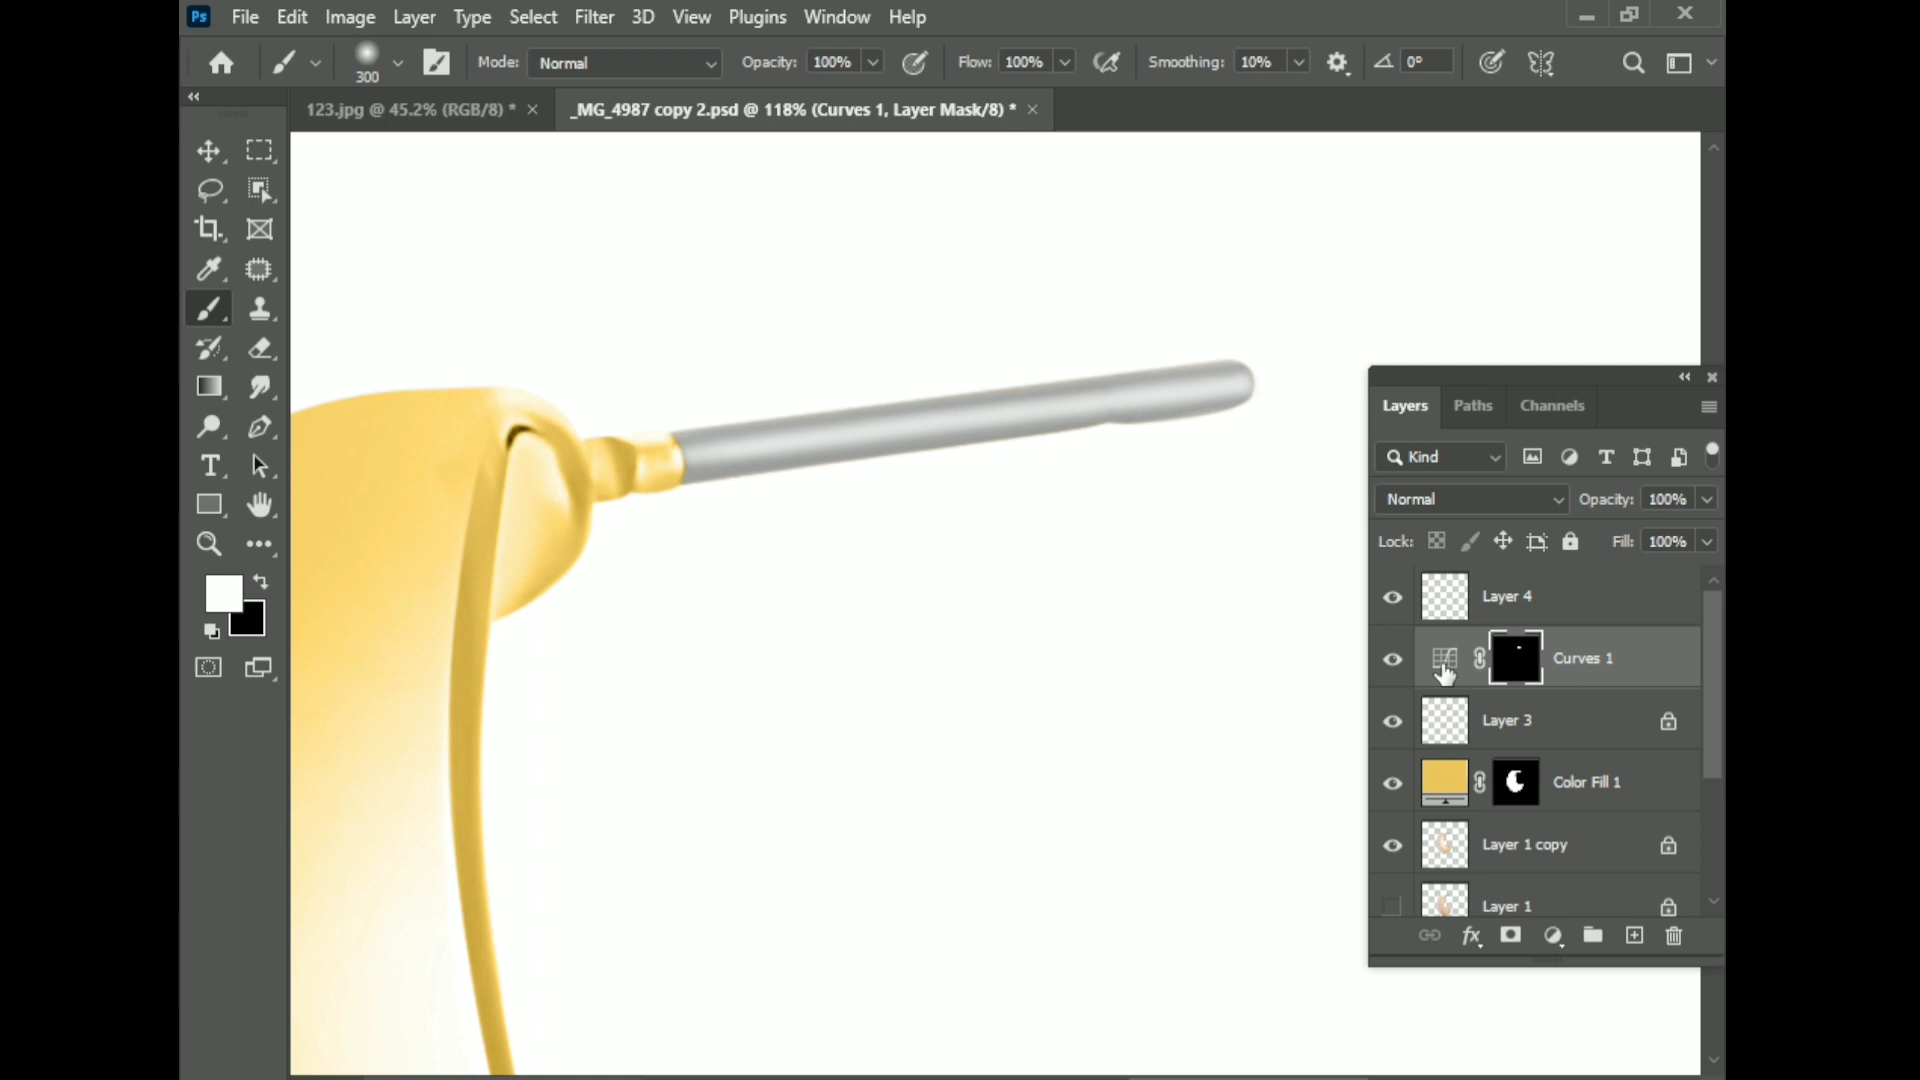 Ps File Edit Image Layer Type Select Filter 3D View Plugins Window Help
300 Mode: Normal Opacity: 100% Flow: 100% Smoothing: 10% 0°
123.jpg @ 45.2% (RGB/8) * _MG_4987 copy 2.psd @ 118% (Curves 1, Layer Mask/8) *
Layers Paths Channels
Kind
Normal Opacity: 100%
Lock: Fill: 100%
Layer 4
Curves 1
Layer 3
Color Fill 1
Layer 1 copy
Layer 1